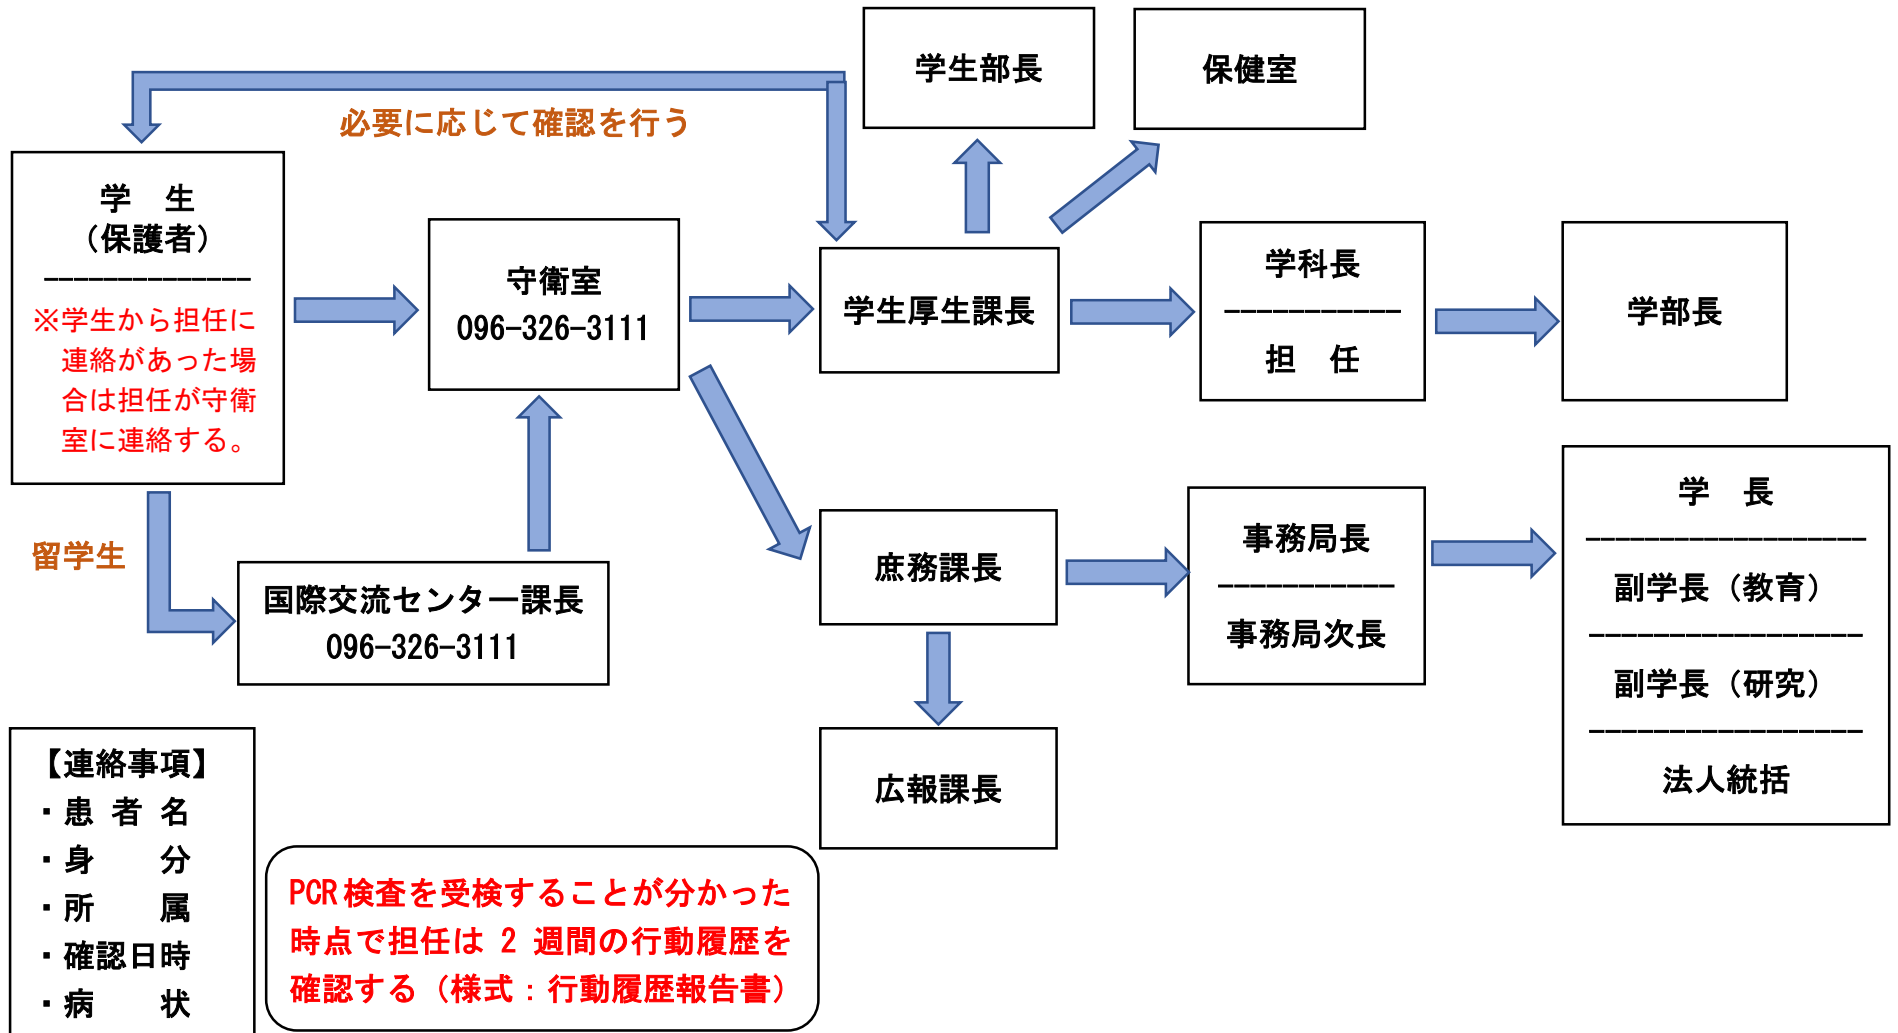 学生部長
保健室
必要に応じて確認を行う
学　生
（保護者）
※学生から担任に
連絡があった場
合は担任が守衛
室に連絡する。
守衛室
096-326-3111
学生厚生課長
学科長
担　任
学部長
留学生
国際交流センター課長
096-326-3111
庶務課長
事務局長
事務局次長
学　長
副学長（教育）
副学長（研究）
法人統括
広報課長
【連絡事項】
・患 者 名
・身　　分
・所　　属
・確認日時
・病　　状
PCR検査を受検することが分かった
時点で担任は 2 週間の行動履歴を
確認する（様式：行動履歴報告書）